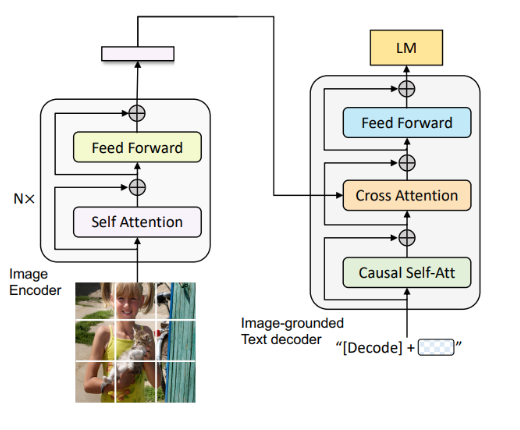 Feed Forward
N×
Self Attention
Image
Encoder
LM
Feed Forward
Cross Attention
Causal Self-Att
Image-grounded
Text decoder
“[Decode] + ”